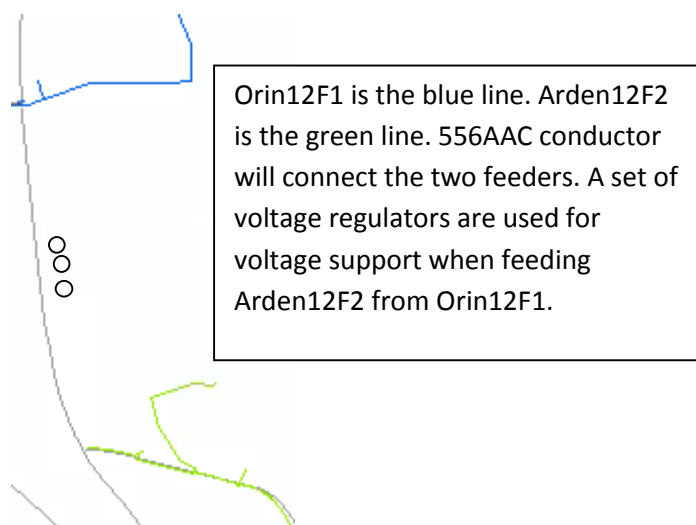 Orin12F1 is the blue line. Arden12F2
is the green line. 556AAC conductor
will connect the two feeders. A set of
voltage regulators are used for
voltage support when feeding
Arden12F2 from Orin12F1.